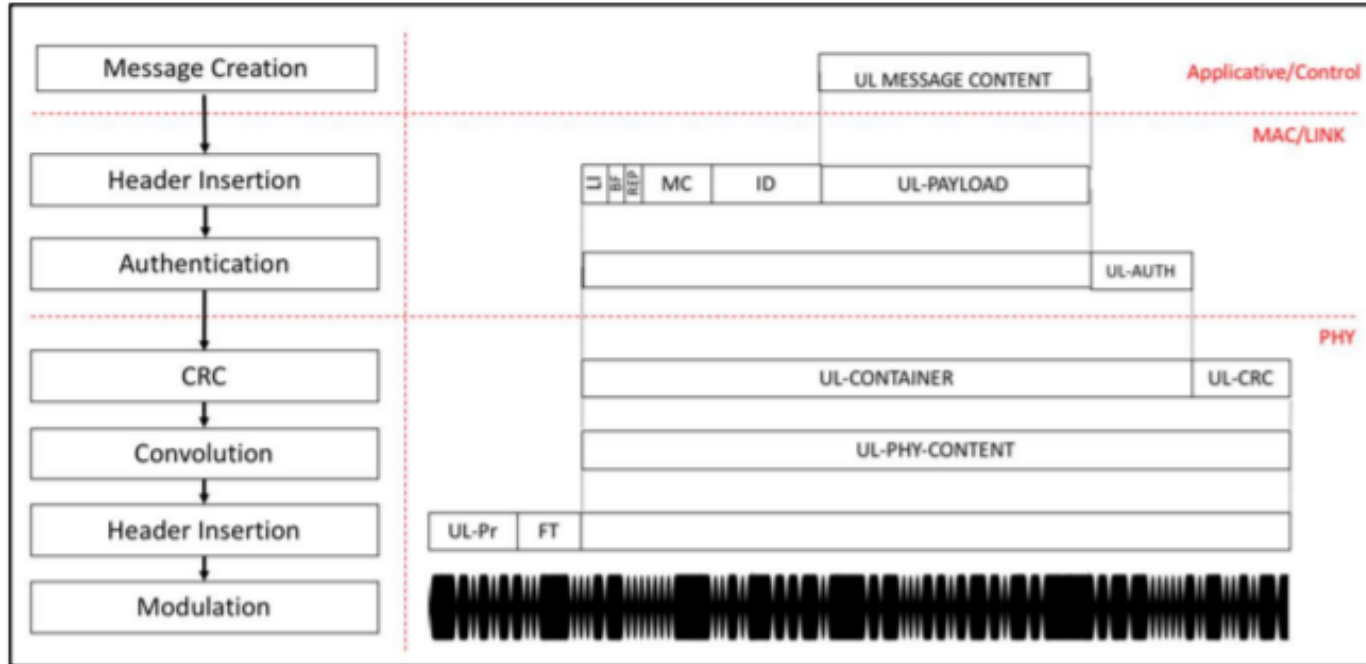 Message Creation
UL MESSAGE CONTENT
Applicative/Control
MAC/LINK
Header Insertion
LI BF REP MC ID UL-PAYLOAD
Authentication
UL-AUTH
PHY
CRC
UL-CONTAINER UL-CRC
Convolution
UL-PHY-CONTENT
Header Insertion
UL-Pr FT
Modulation